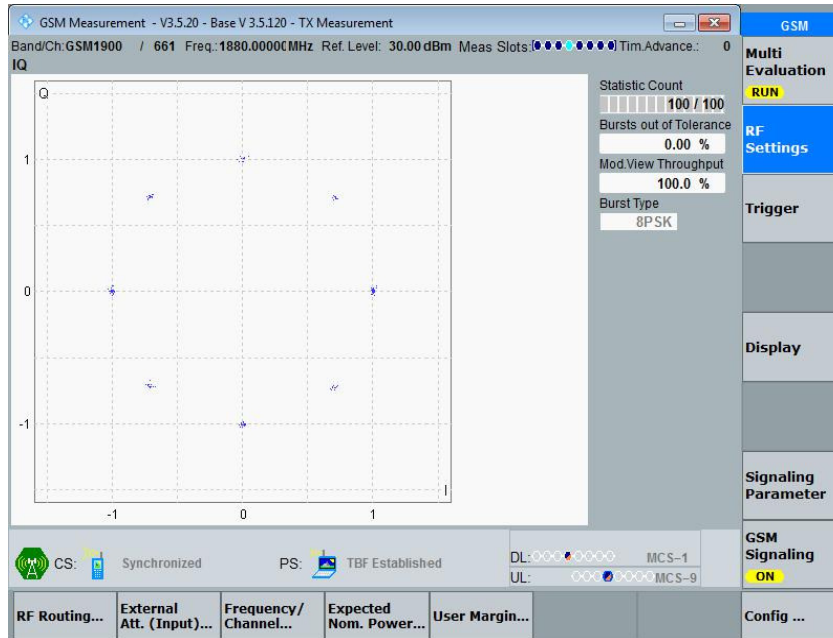 GSM Measurement - V3.5.20 - Base V 3.5.120 - TX Measurement
GSM
Band/Ch:GSM1900 / 661 Freq.:1880.0000 MHz Ref. Level: 30.00 dBm Meas Slots: Tim.Advance.: 0
IQ
Multi
Evaluation
RUN
Q
Statistic Count
100 / 100
Bursts out of Tolerance
0.00 %
Mod.View Throughput
100.0 %
Burst Type
8PSK
RF
Settings
Trigger
1
0
-1
I
-1 0 1
Display
Signaling
Parameter
GSM
Signaling
ON
CS: Synchronized PS: TBF Established DL: MCS-1
UL: MCS-9
RF Routing...
External
Att. (Input)...
Frequency/
Channel...
Expected
Nom. Power...
User Margin...
Config ...